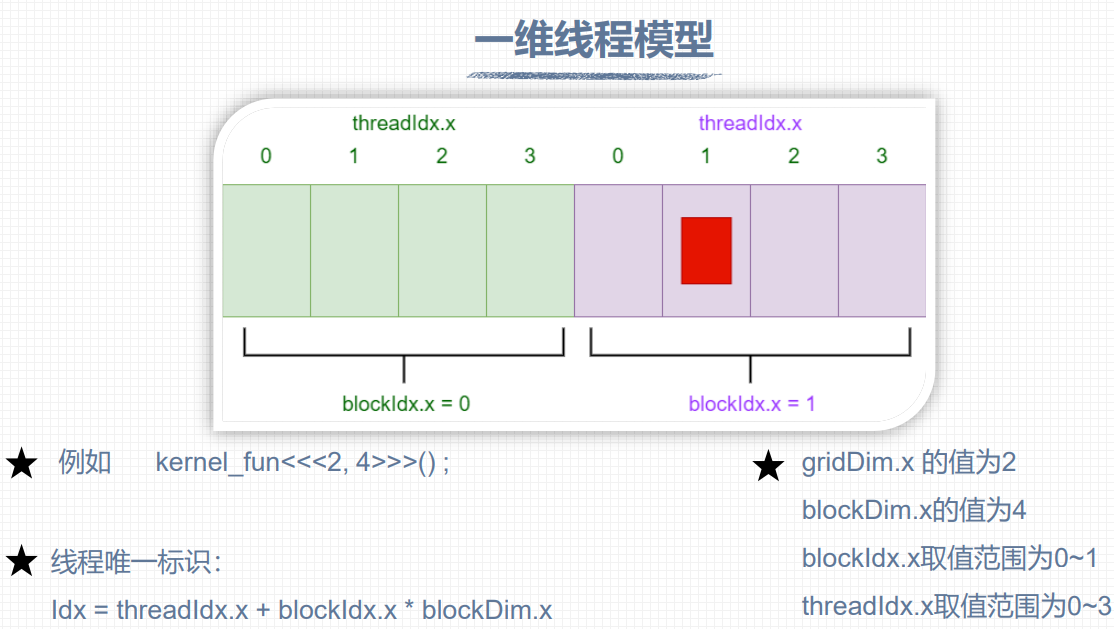 一维线程模型
threadIdx.x threadIdx.x
0 1 2 3 0 1 2 3
blockIdx.x = 0 blockIdx.x = 1
例如 kernel_fun<<<2, 4>>>() ;
线程唯一标识：
Idx = threadIdx.x + blockIdx.x * blockDim.x
gridDim.x 的值为2
blockDim.x的值为4
blockIdx.x取值范围为0~1
threadIdx.x取值范围为0~3